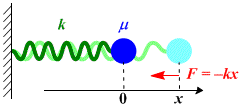 k μ
F = –kx
0 x